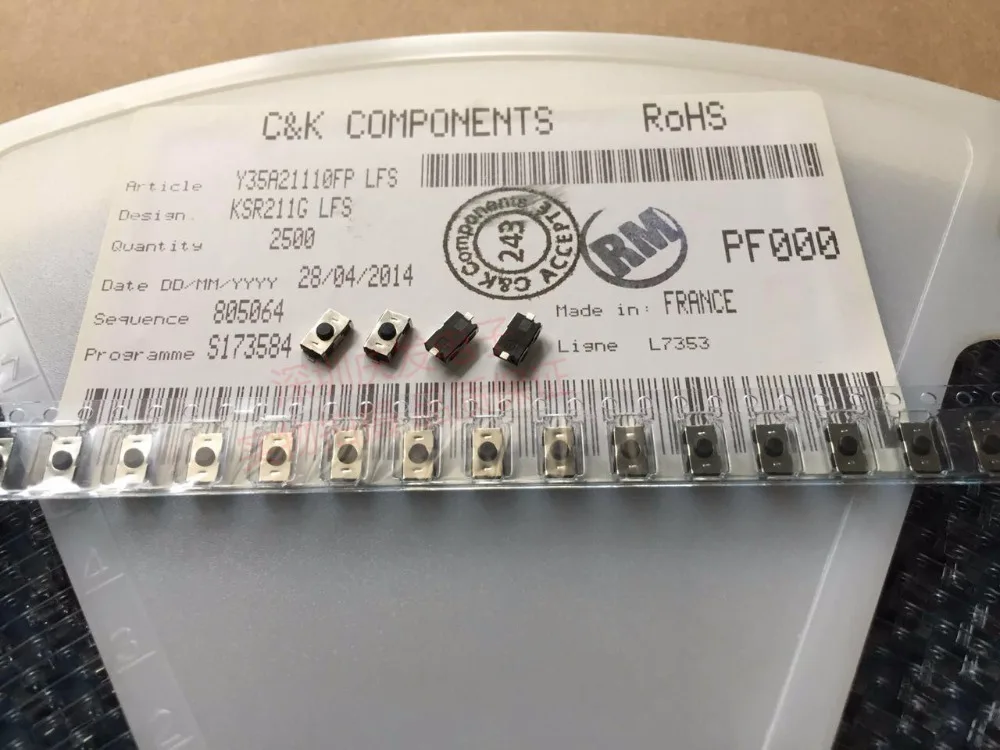 C&K COMPONENTS RoHS
Article Y35A21110FP LFS
Design. KSR211G LFS
Quantity 2500
Date DD/MM/YYYY 28/04/2014
Sequence 805064
Programme S173584
C&K Components
243
ACCEPTE
RM
PF000
Made in: FRANCE
Ligne L7353